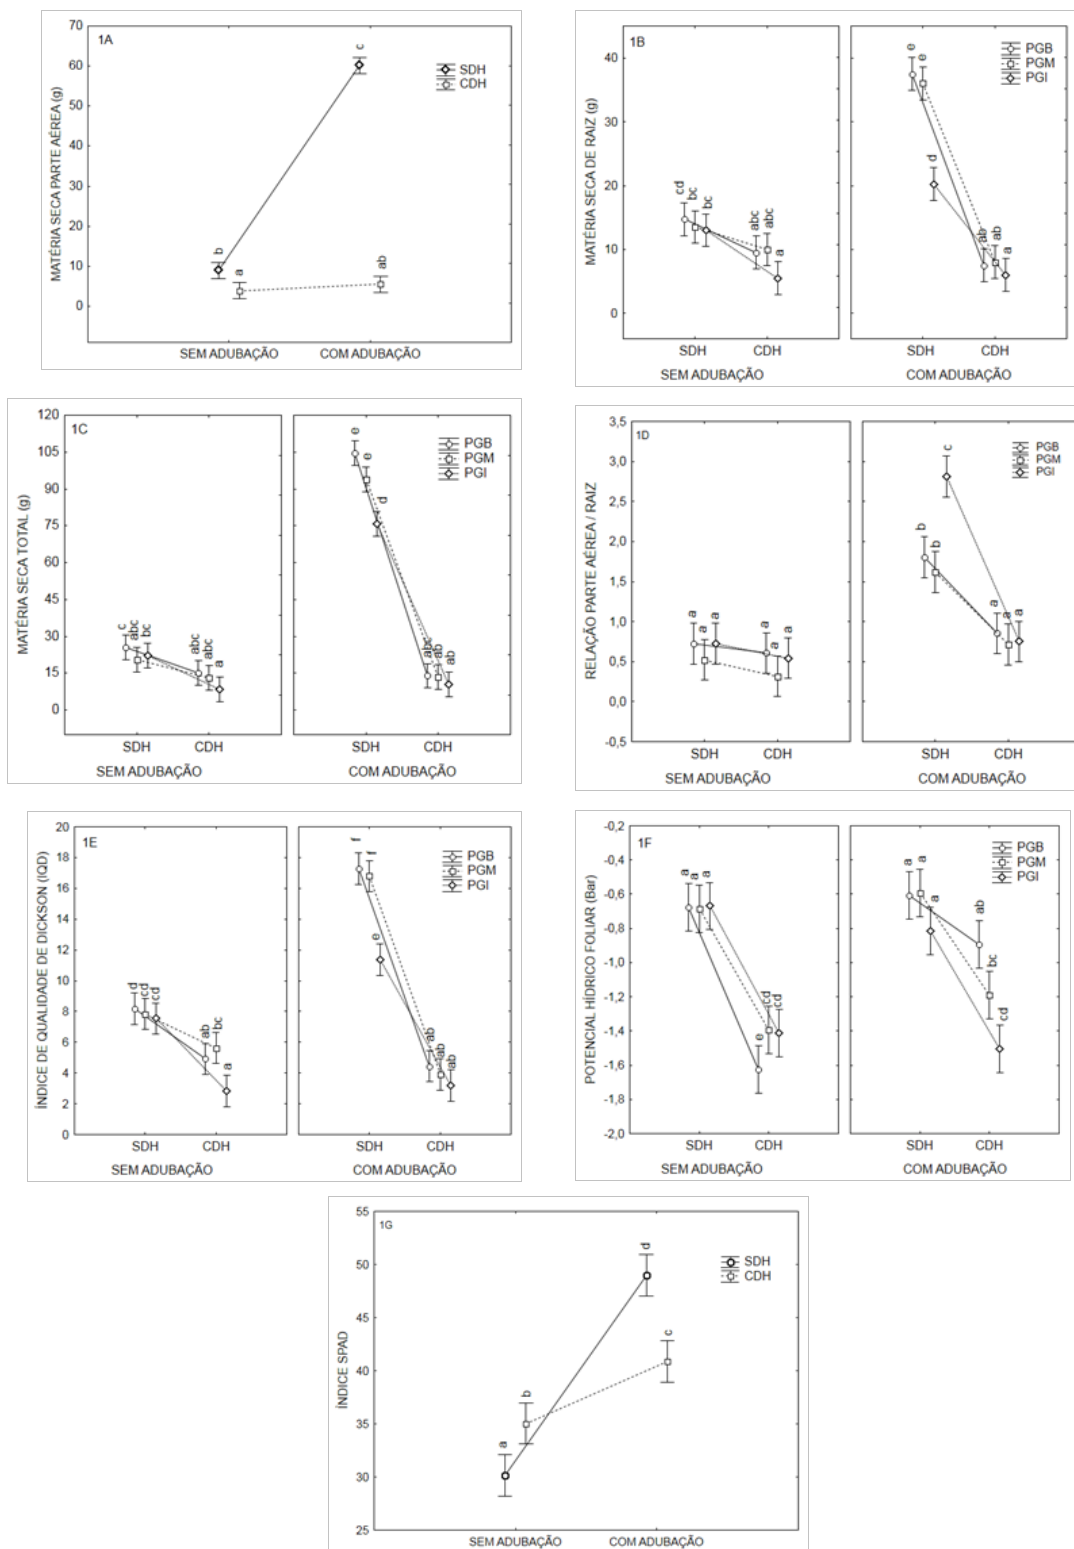 1A
MATÉRIA SECA PARTE AÉREA (g)
70
60
50
40
30
20
10
0
b
a
c
ab
SDH
CDH
SEM ADUBAÇÃO
COM ADUBAÇÃO
1B
MATÉRIA SECA DE RAIZ (g)
40
30
20
10
0
cd
bc
bc
abc
abc
a
e
e
d
ab
ab
a
PGB
PGM
PGI
SDH
CDH
SDH
CDH
SEM ADUBAÇÃO
COM ADUBAÇÃO
1C
MATÉRIA SECA TOTAL (g)
120
105
90
75
60
45
30
15
0
c
abc
bc
abc
abc
a
e
e
d
abc
ab
ab
PGB
PGM
PGI
SDH
CDH
SDH
CDH
SEM ADUBAÇÃO
COM ADUBAÇÃO
1D
RELAÇÃO PARTE AÉREA / RAIZ
3,5
3,0
2,5
2,0
1,5
1,0
0,5
0,0
-0,5
a
a
a
a
a
a
b
b
c
a
a
a
PGB
PGM
PGI
SDH
CDH
SDH
CDH
SEM ADUBAÇÃO
COM ADUBAÇÃO
1E
ÍNDICE DE QUALIDADE DE DICKSON (IQD)
20
18
16
14
12
10
8
6
4
2
0
d
cd
cd
ab
bc
a
f
f
e
ab
ab
ab
PGB
PGM
PGI
SDH
CDH
SDH
CDH
SEM ADUBAÇÃO
COM ADUBAÇÃO
1F
POTENCIAL HÍDRICO FOLIAR (Bar)
-0,2
-0,4
-0,6
-0,8
-1,0
-1,2
-1,4
-1,6
-1,8
-2,0
a
a
a
e
cd
cd
a
a
a
ab
bc
cd
PGB
PGM
PGI
SDH
CDH
SDH
CDH
SEM ADUBAÇÃO
COM ADUBAÇÃO
1G
ÍNDICE SPAD
55
50
45
40
35
30
25
a
b
d
c
SDH
CDH
SEM ADUBAÇÃO
COM ADUBAÇÃO